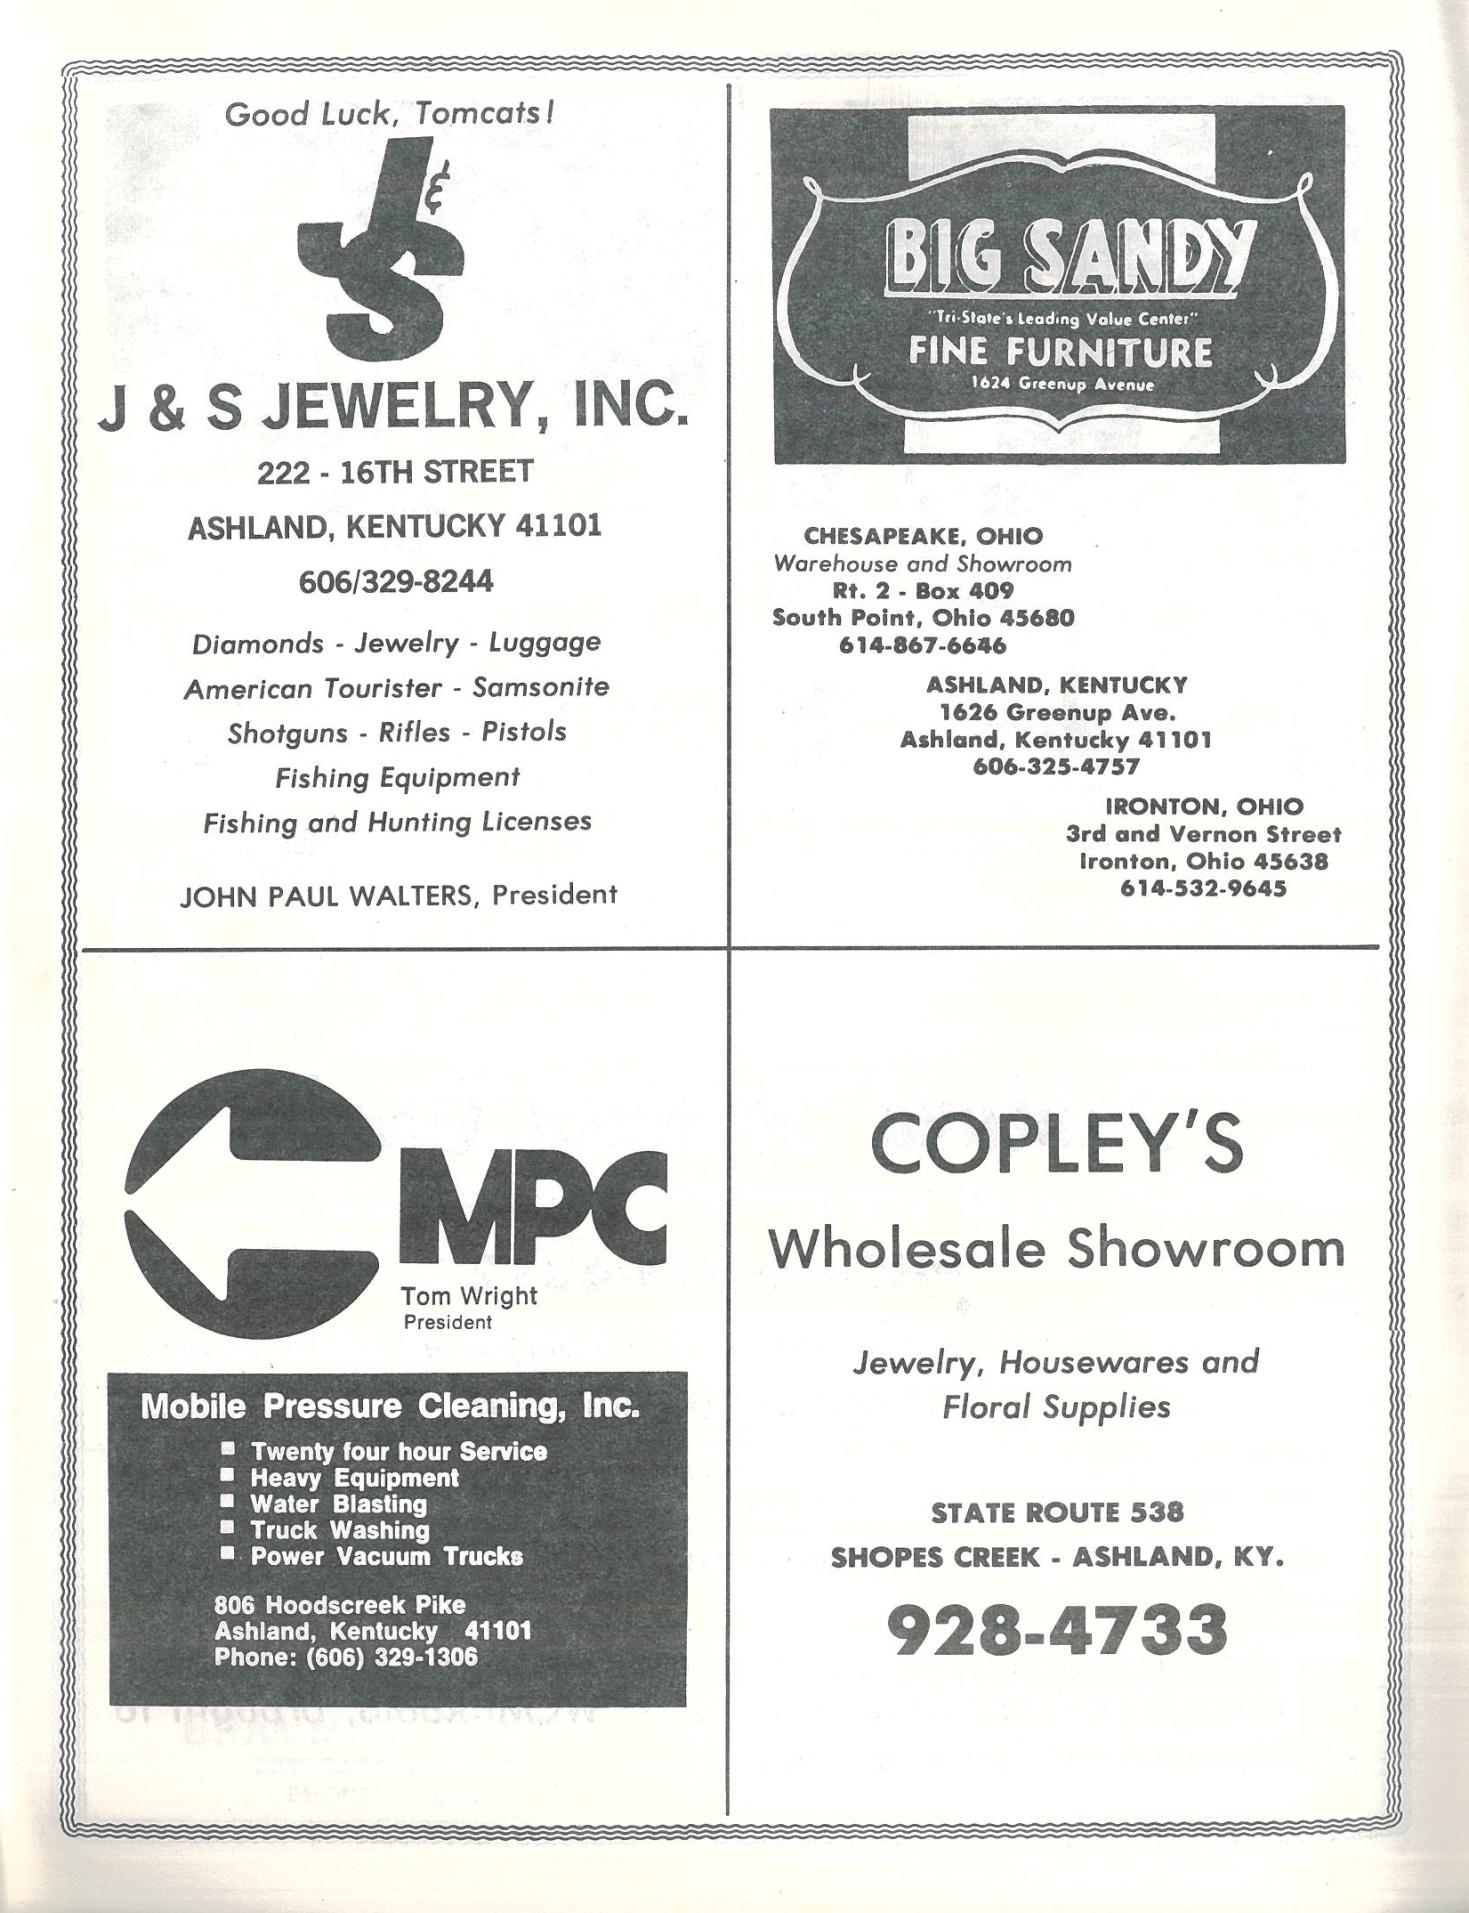 Good Luck, Tomcats!
J & S
J & S JEWELRY, INC.
222 - 16TH STREET
ASHLAND, KENTUCKY 41101
606/329-8244
Diamonds - Jewelry - Luggage
American Tourister - Samsonite
Shotguns - Rifles - Pistols
Fishing Equipment
Fishing and Hunting Licenses
JOHN PAUL WALTERS, President
BIG SANDY
"Tri-State's Leading Value Center"
FINE FURNITURE
1624 Greenup Avenue
CHESAPEAKE, OHIO
Warehouse and Showroom
Rt. 2 - Box 409
South Point, Ohio 45680
614-867-6646
ASHLAND, KENTUCKY
1626 Greenup Ave.
Ashland, Kentucky 41101
606-325-4757
IRONTON, OHIO
3rd and Vernon Street
Ironton, Ohio 45638
614-532-9645
MPC
Tom Wright
President
Mobile Pressure Cleaning, Inc.
■ Twenty four hour Service
■ Heavy Equipment
■ Water Blasting
■ Truck Washing
■ Power Vacuum Trucks
806 Hoodscreek Pike
Ashland, Kentucky 41101
Phone: (606) 329-1306
COPLEY'S
Wholesale Showroom
Jewelry, Housewares and
Floral Supplies
STATE ROUTE 538
SHOPES CREEK - ASHLAND, KY.
928-4733